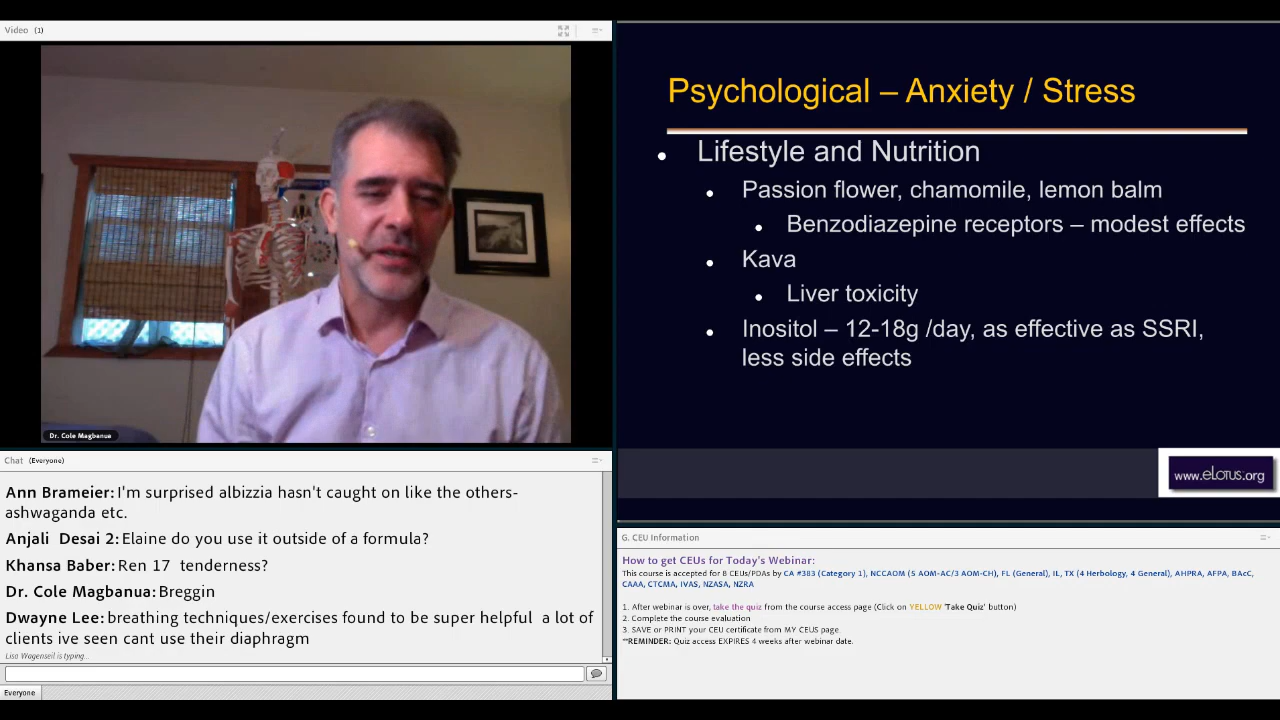 Video (1)
Dr. Cole Magbanua
Psychological – Anxiety / Stress
Lifestyle and Nutrition
Passion flower, chamomile, lemon balm
Benzodiazepine receptors – modest effects
Kava
Liver toxicity
Inositol – 12-18g /day, as effective as SSRI,
less side effects
www.eLotus.org
Chat (Everyone)
Ann Brameier: I'm surprised albizzia hasn't caught on like the others-
ashwaganda etc.
Anjali Desai 2: Elaine do you use it outside of a formula?
Khansa Baber: Ren 17 tenderness?
Dr. Cole Magbanua: Breggin
Dwayne Lee: breathing techniques/exercises found to be super helpful a lot of
clients ive seen cant use their diaphragm
Lisa Wagenseil is typing...
Everyone
G. CEU Information
How to get CEUs for Today's Webinar:
This course is accepted for 8 CEUs/PDAs by CA #383 (Category 1), NCCAOM (5 AOM-AC/3 AOM-CH), FL (General), IL, TX (4 Herbology, 4 General), AHPRA, AFPA, BAcC,
CAAA, CTCMA, IVAS, NZASA, NZRA
1. After webinar is over, take the quiz from the course access page (Click on YELLOW 'Take Quiz' button)
2. Complete the course evaluation
3. SAVE or PRINT your CEU certificate from MY CEUS page.
**REMINDER: Quiz access EXPIRES 4 weeks after webinar date.